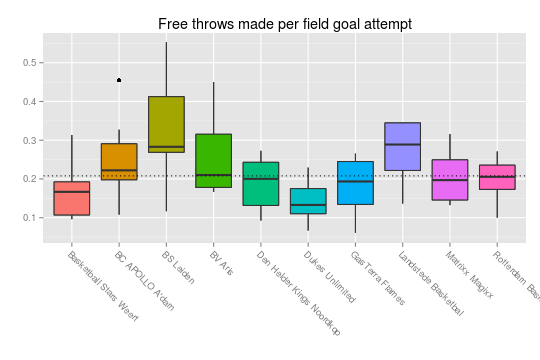 Free throws made per field goal attempt
0.5
0.4
0.3
0.2
0.1
Basketball Stars Weert
BC APOLLO A'dam
BS Leiden
BV Aris
Den Helder Kings Noordkop
Dukes Unlimited
GasTerra Flames
Landstede Basketbal
Matrixx Magixx
Rotterdam Bas